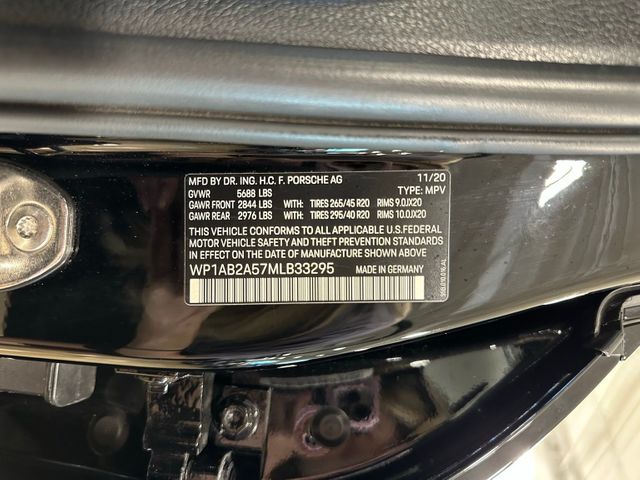 MFD BY DR. ING. H.C. F. PORSCHE AG 11/20
GVWR 5688 LBS TYPE: MPV
GAWR FRONT 2844 LBS WITH: TIRES 265/45 R20 RIMS 9.0JX20
GAWR REAR 2976 LBS WITH: TIRES 295/40 R20 RIMS 10.0JX20
THIS VEHICLE CONFORMS TO ALL APPLICABLE U.S.FEDERAL
MOTOR VEHICLE SAFETY AND THEFT PREVENTION STANDARDS
IN EFFECT ON THE DATE OF MANUFACTURE SHOWN ABOVE
WP1AB2A57MLB33295 MADE IN GERMANY